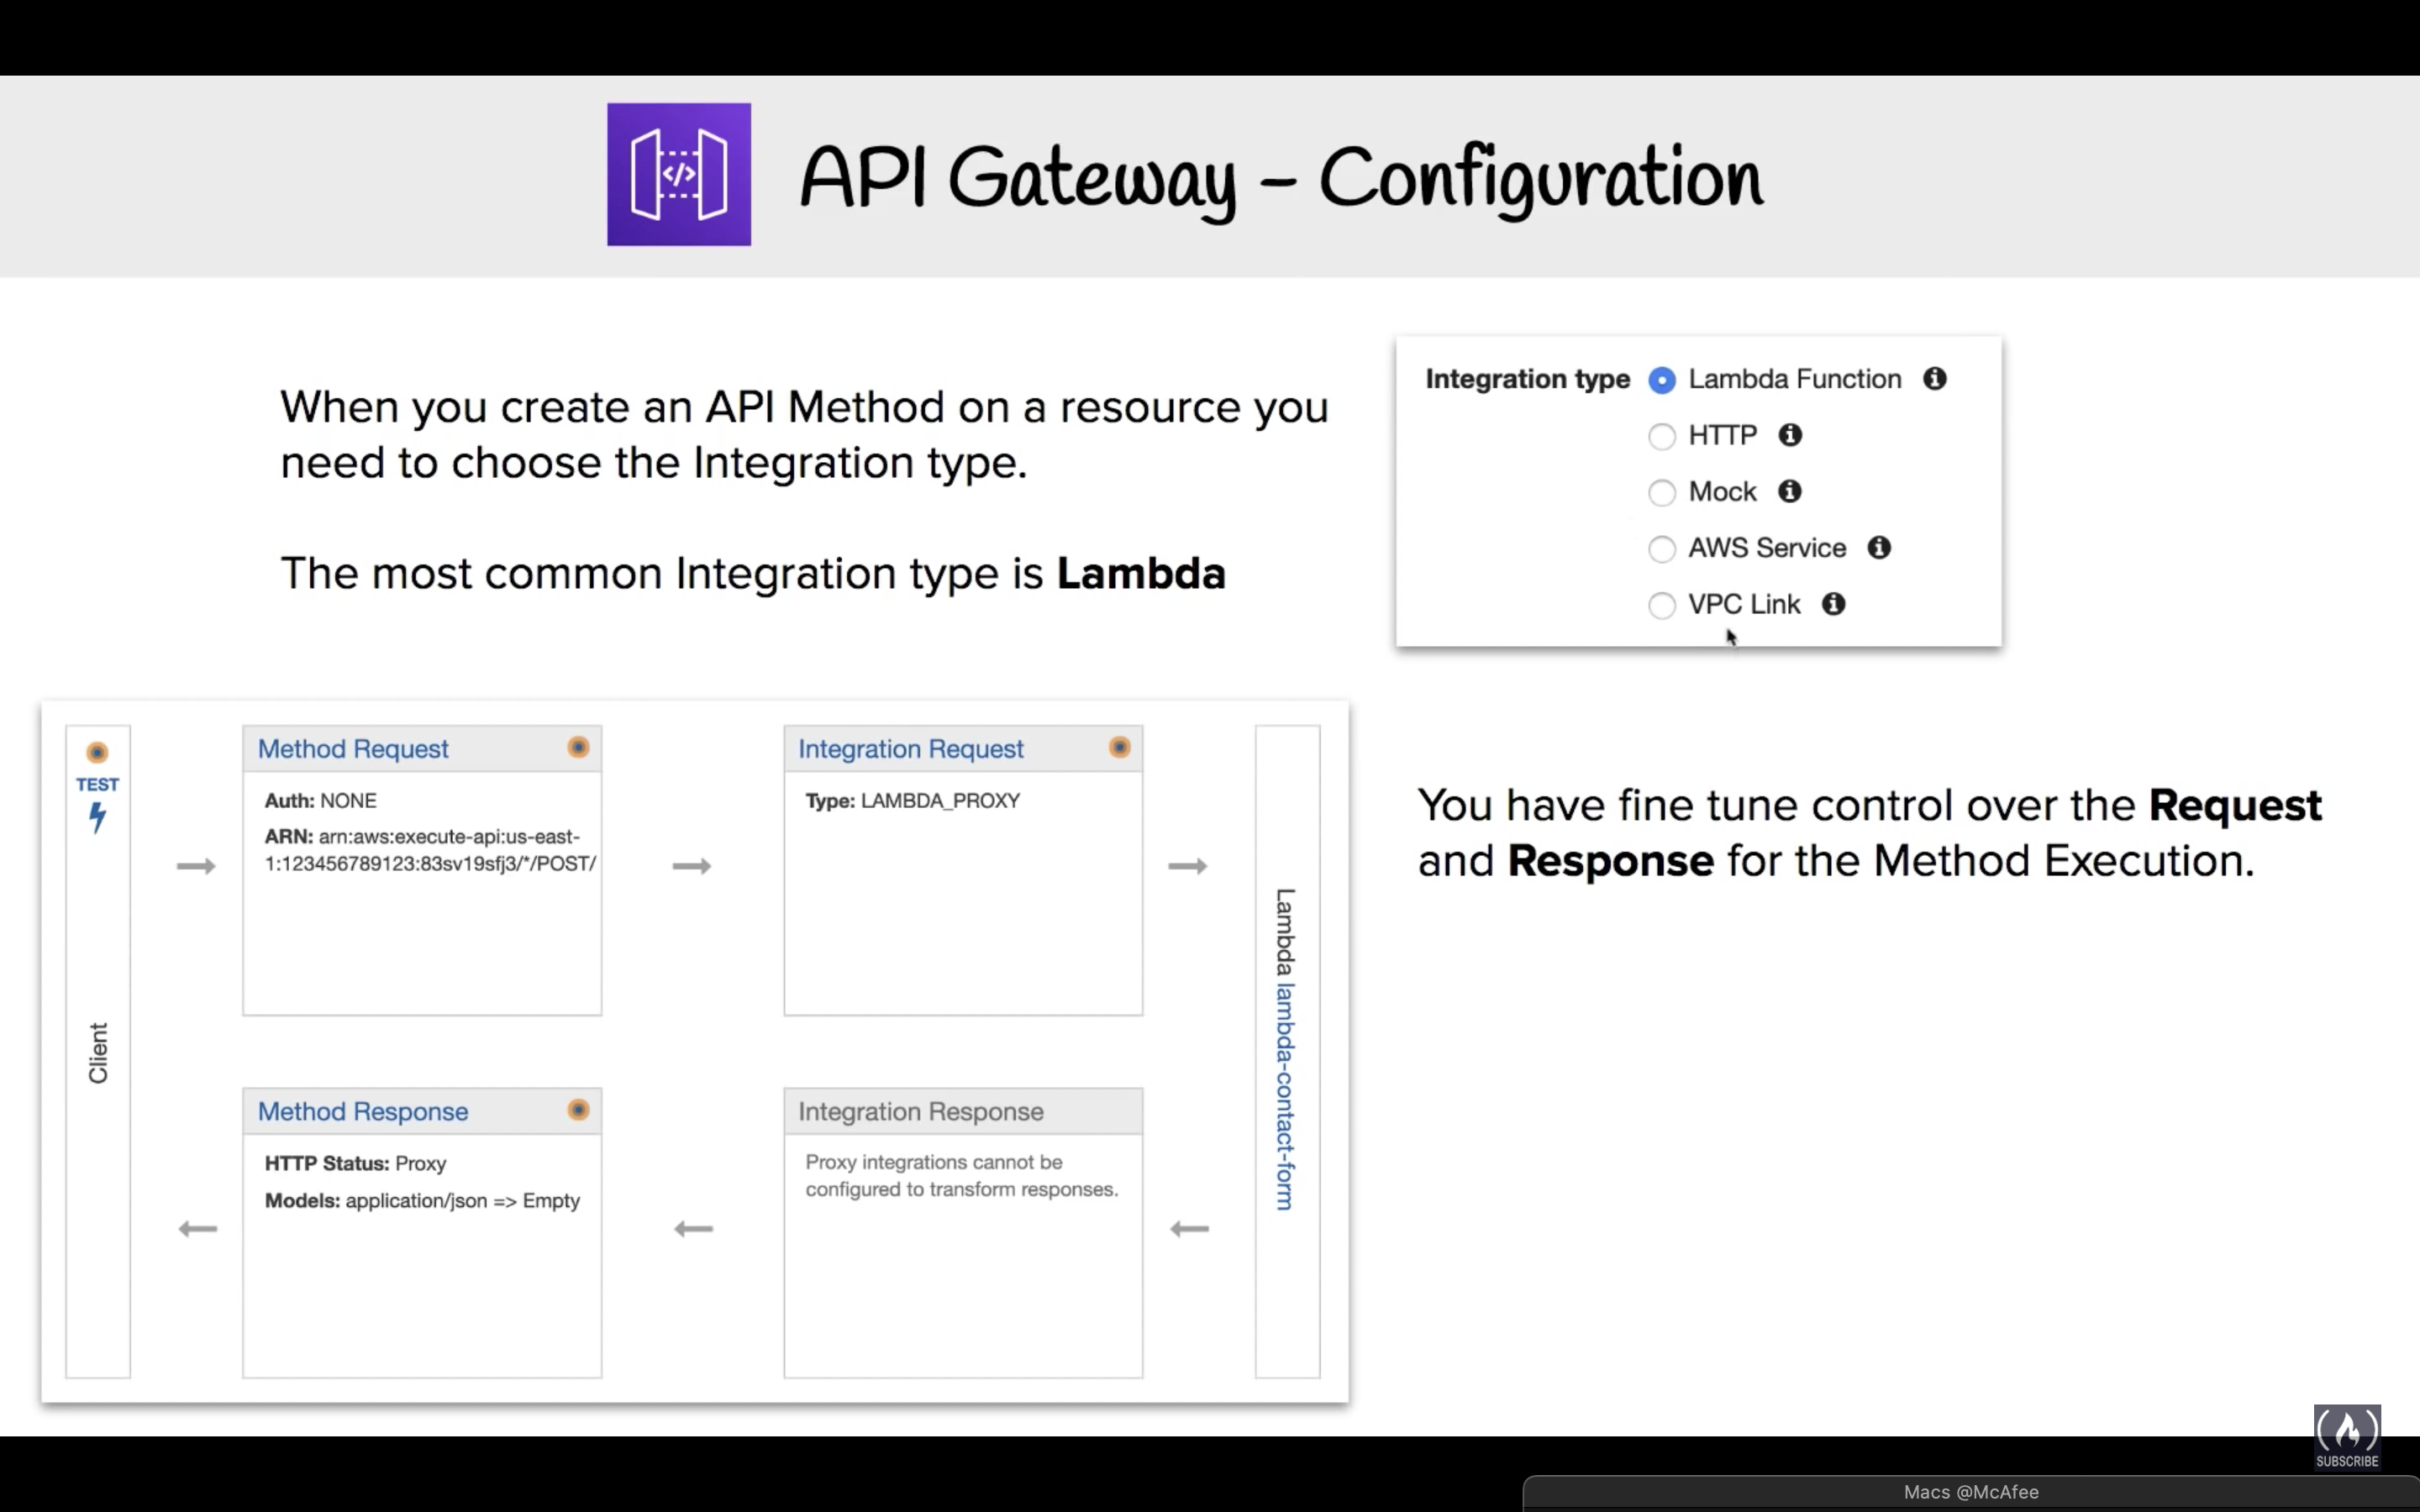 </>
API Gateway – Configuration
When you create an API Method on a resource you
need to choose the Integration type.
The most common Integration type is Lambda
Integration type Lambda Function
HTTP
Mock
AWS Service
VPC Link
TEST
Client
Method Request
Auth: NONE
ARN: arn:aws:execute-api:us-east-
1:123456789123:83sv19sfj3/*/POST/
Integration Request
Type: LAMBDA_PROXY
Method Response
HTTP Status: Proxy
Models: application/json => Empty
Integration Response
Proxy integrations cannot be
configured to transform responses.
Lambda lambda-contact-form
You have fine tune control over the Request
and Response for the Method Execution.
SUBSCRIBE
Macs @McAfee